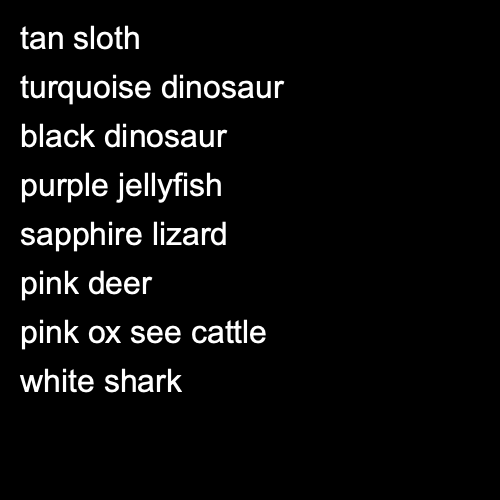 tan sloth
turquoise dinosaur
black dinosaur
purple jellyfish
sapphire lizard
pink deer
pink ox see cattle
white shark